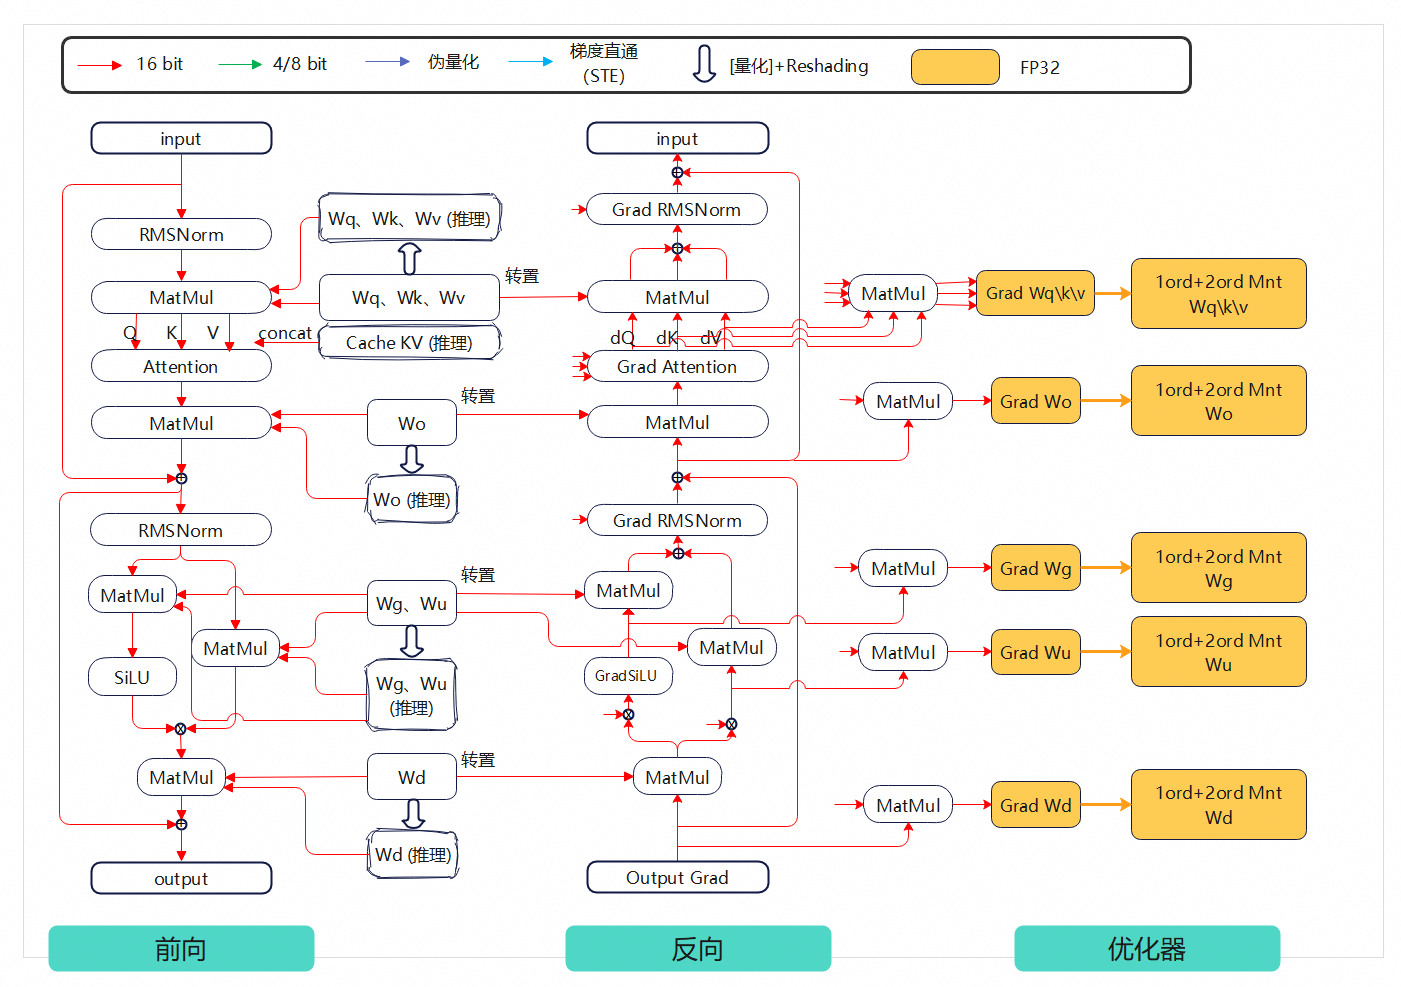 16 bit
4/8 bit
伪量化
梯度直通
（STE）
[量化]+Reshading
FP32
input
RMSNorm
MatMul
Q
K
V
concat
Attention
MatMul
RMSNorm
MatMul
MatMul
SiLU
MatMul
output
Wq、Wk、Wv (推理)
Wq、Wk、Wv
Cache KV (推理)
转置
Wo
转置
Wo (推理)
Wg、Wu
转置
Wg、Wu
(推理)
Wd
转置
Wd (推理)
input
Grad RMSNorm
MatMul
dQ
dK
dV
Grad Attention
MatMul
Grad RMSNorm
MatMul
MatMul
GradSiLU
MatMul
Output Grad
MatMul
Grad Wq\k\v
1ord+2ord Mnt
Wq\k\v
MatMul
Grad Wo
1ord+2ord Mnt
Wo
MatMul
Grad Wg
1ord+2ord Mnt
Wg
MatMul
Grad Wu
1ord+2ord Mnt
Wu
MatMul
Grad Wd
1ord+2ord Mnt
Wd
前向
反向
优化器